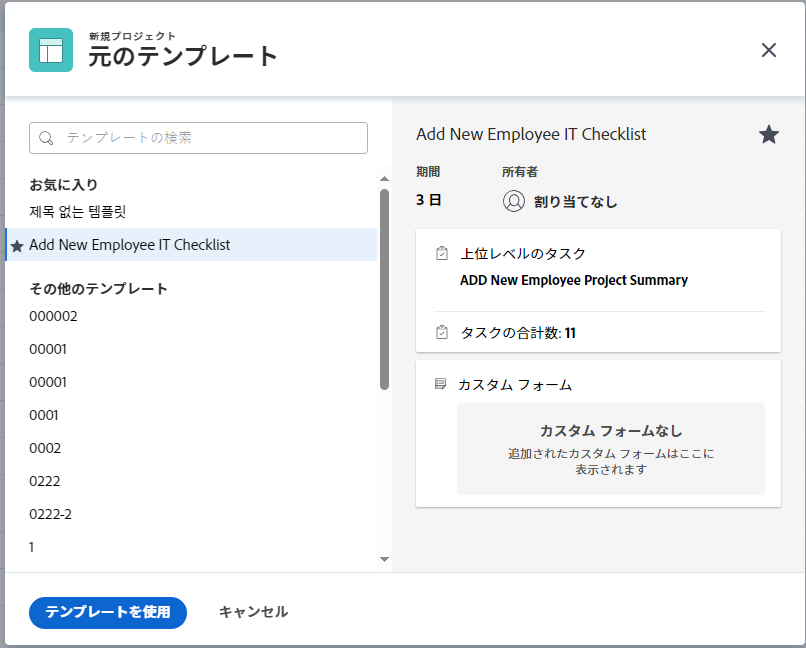 新規プロジェクト
元のテンプレート
テンプレートの検索
お気に入り
제목 없는 템플릿
Add New Employee IT Checklist
その他のテンプレート
000002
00001
00001
0001
0002
0222
0222-2
1
Add New Employee IT Checklist
期間
所有者
3 日
割り当てなし
上位レベルのタスク
ADD New Employee Project Summary
タスクの合計数: 11
カスタム フォーム
カスタム フォームなし
追加されたカスタム フォームはここに
表示されます
テンプレートを使用
キャンセル